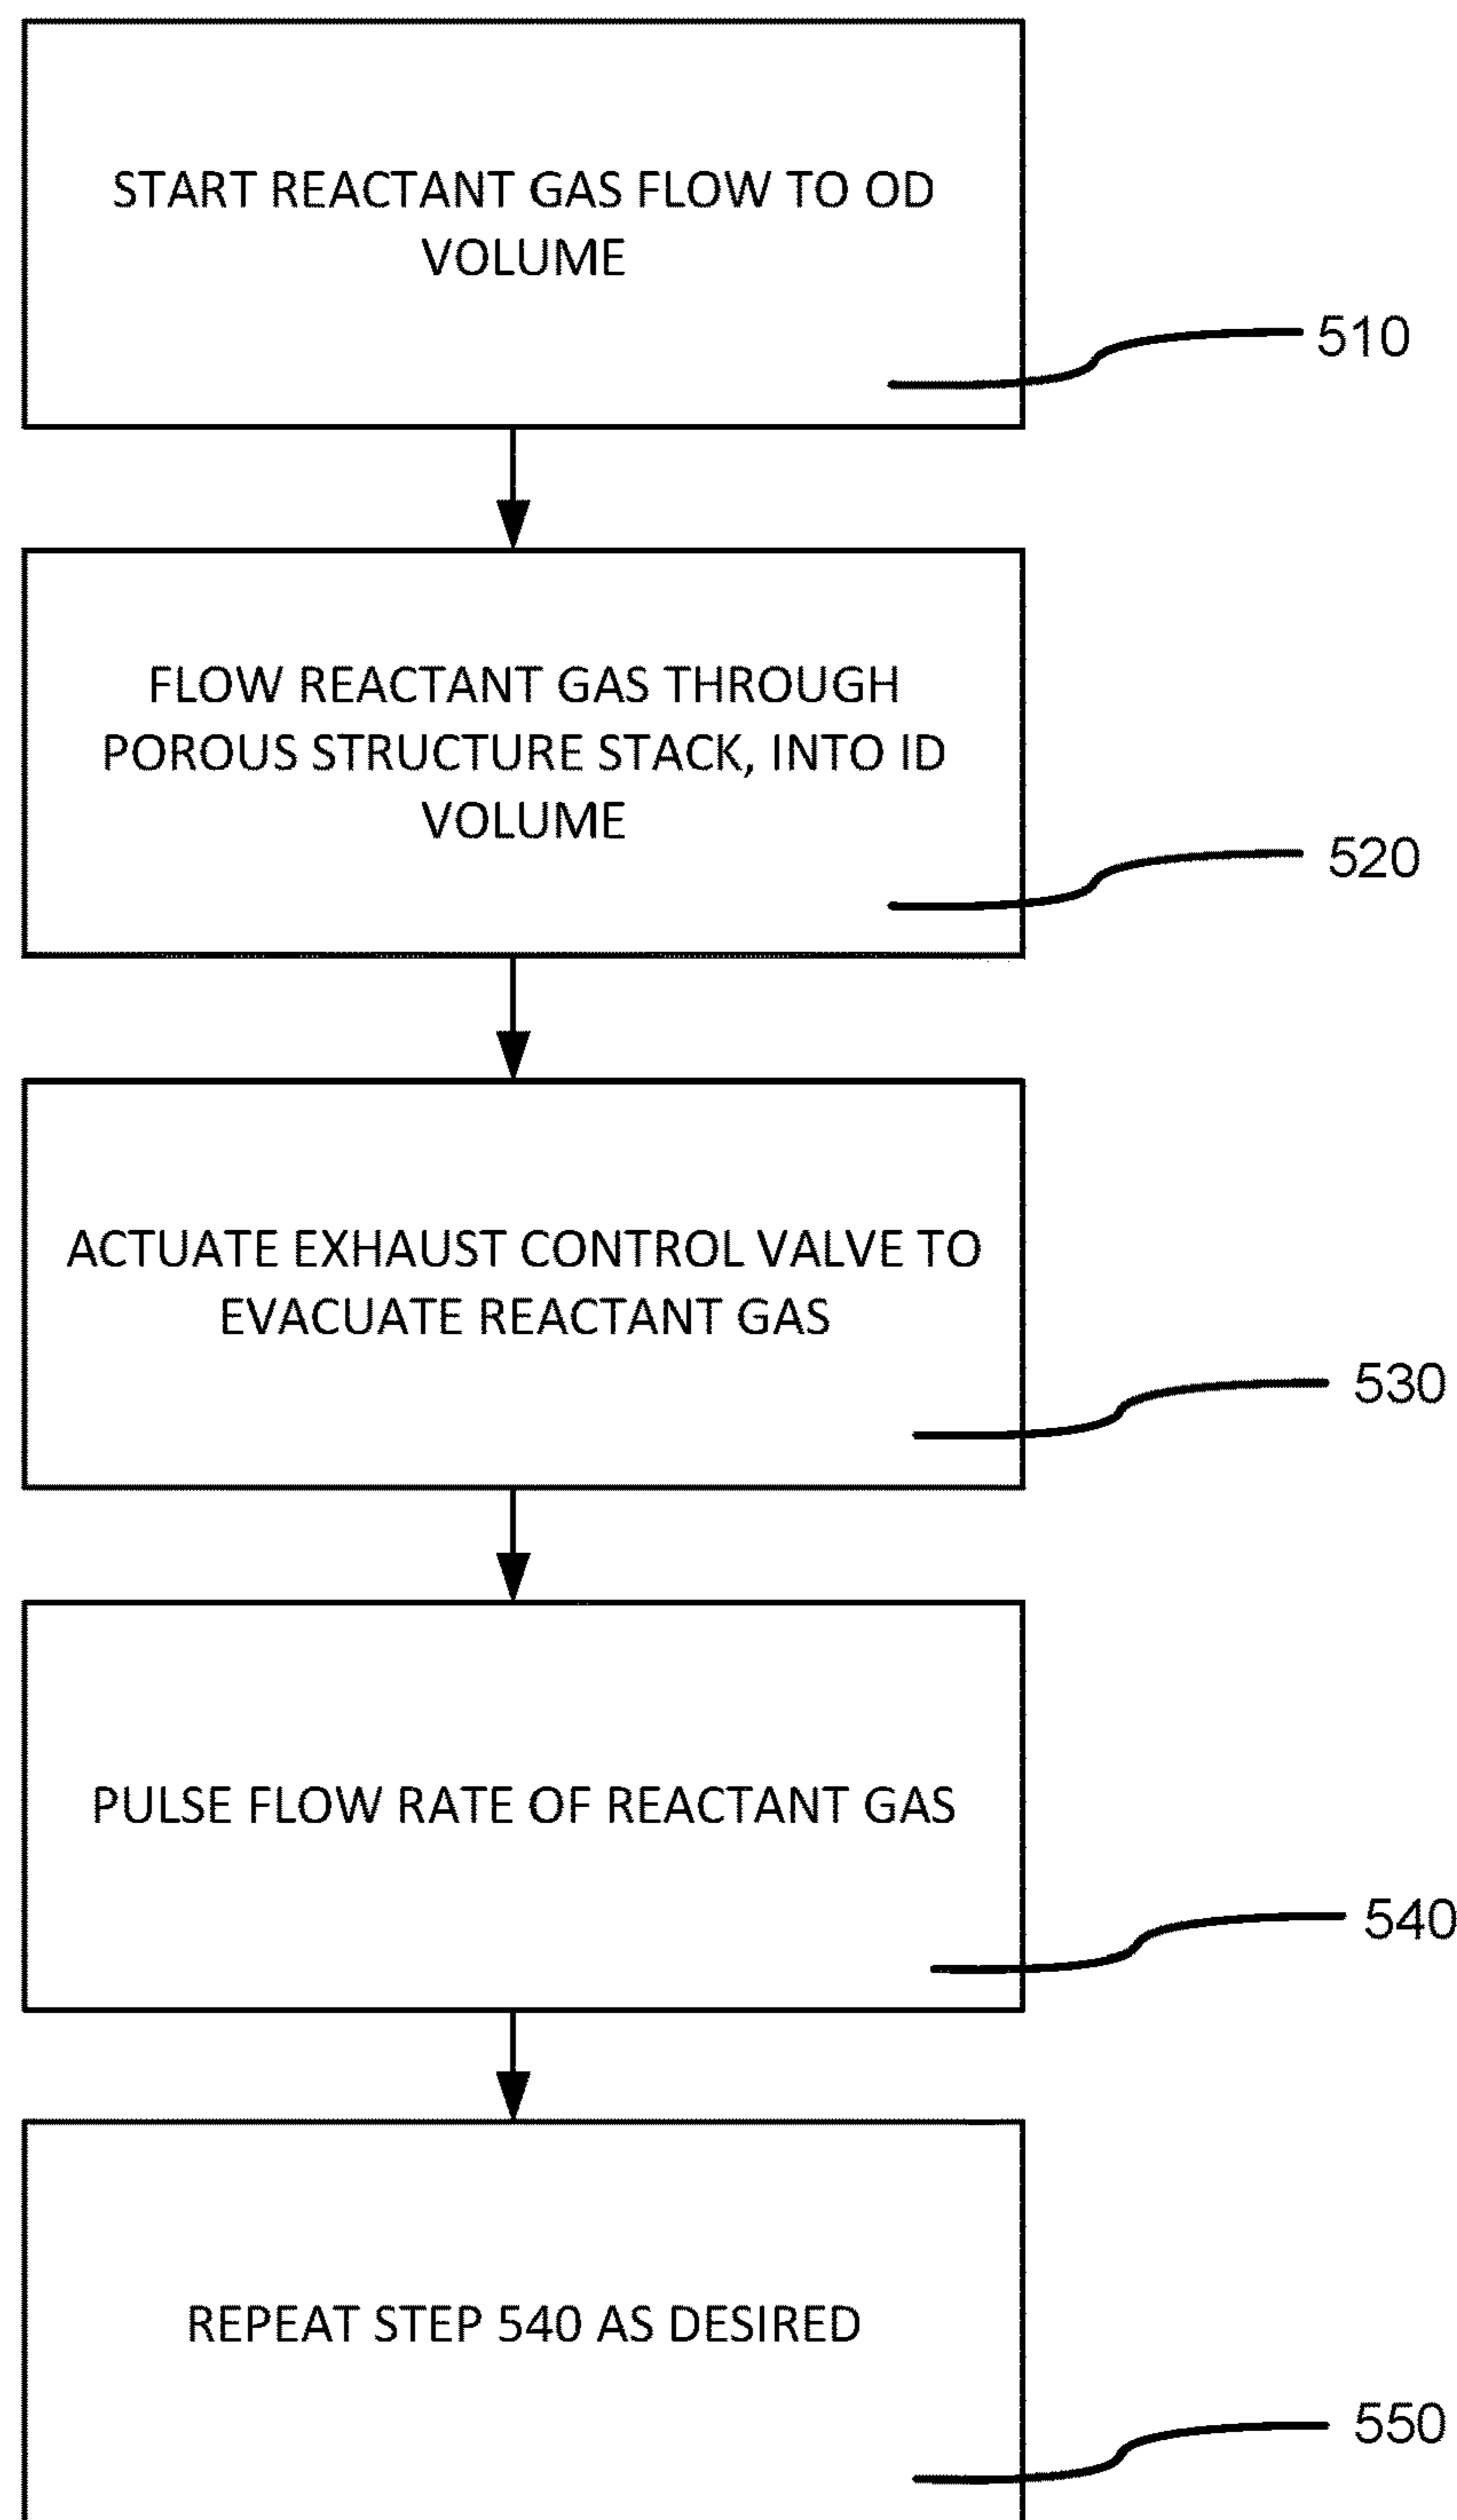 START REACTANT GAS FLOW TO OD
VOLUME
510
FLOW REACTANT GAS THROUGH
POROUS STRUCTURE STACK, INTO ID
VOLUME
520
ACTUATE EXHAUST CONTROL VALVE TO
EVACUATE REACTANT GAS
530
PULSE FLOW RATE OF REACTANT GAS
540
REPEAT STEP 540 AS DESIRED
550